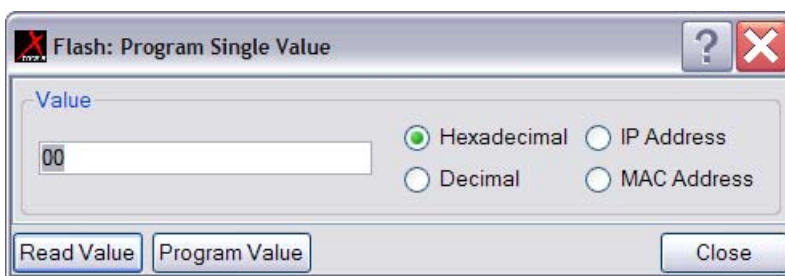 Flash: Program Single Value
?
Value
00
Hexadecimal
IP Address
Decimal
MAC Address
Read Value
Program Value
Close